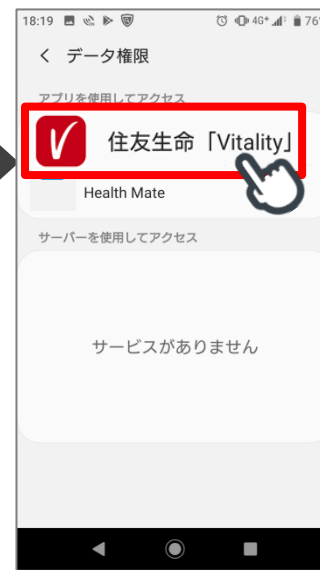 18:19 4G+ 76%
データ権限
アプリを使用してアクセス
住友生命「Vitality」
Health Mate
サーバーを使用してアクセス
サービスがありません